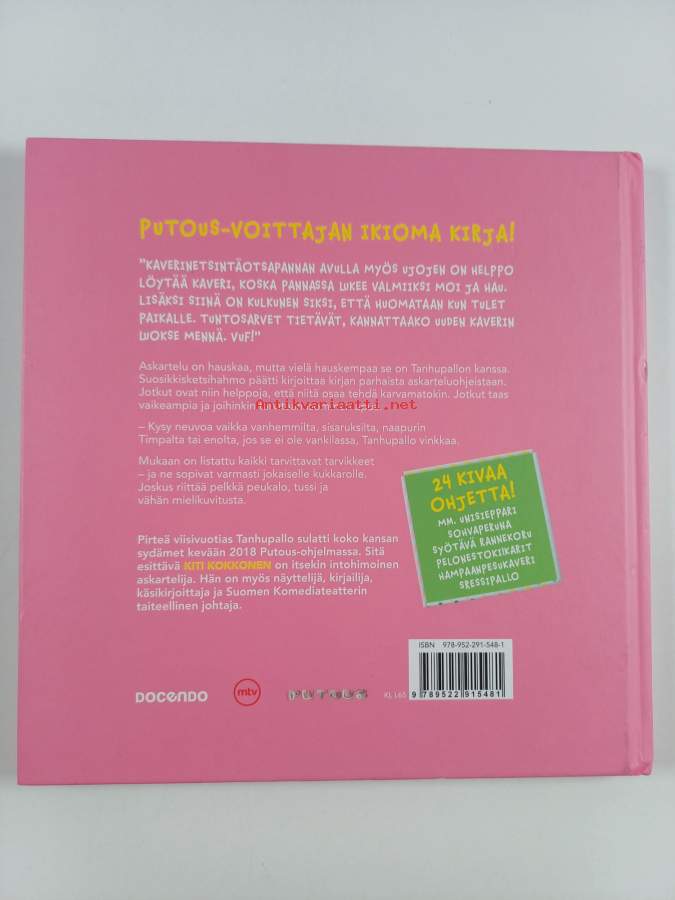 PUTOUS-VOITTAJAN IKIOMA KIRJA!
"KAVERINETSINTÄOTSAPANNAN AVULLA MYÖS UJOJEN ON HELPPO
LÖYTÄÄ KAVERI, KOSKA PANNASSA LUKEE VALMIIKSI MOI JA HAU.
LISÄKSI SIINÄ ON KULKUNEN SIKSI, ETTÄ HUOMATAAN KUN TULET
PAIKALLE. TUNTOSARVET TIETÄVÄT, KANNATTAAKO UUDEN KAVERIN
LUOKSE MENNÄ. VUF!"
Askartelu on hauskaa, mutta vielä hauskempaa se on Tanhupallon kanssa.
Suosikkisketsihahmo päätti kirjoittaa kirjan parhaista askarteluohjeistaan.
Jotkut ovat niin helppoja, että niitä osaa tehdä karvamatokin. Jotkut taas
vaikeampia ja joihinkin
Antikvariaatti.net
– Kysy neuvoa vaikka vanhemmilta, sisaruksilta, naapurin
Timpalta tai enolta, jos se ei ole vankilassa, Tanhupallo vinkkaa.
Mukaan on listattu kaikki tarvittavat tarvikkeet
– ja ne sopivat varmasti jokaiselle kukkarolle.
Joskus riittää pelkkä peukalo, tussi ja
vähän mielikuvitusta.
24 KIVAA
OHJETTA!
MM. UNISIEPPARI
SOHVAPERUNA
SYÖTÄVÄ RANNEKORU
PELONESTOKIIKARIT
HAMPAANPESUKAVERI
SRESSIPALLO
Pirteä viisivuotias Tanhupallo sulatti koko kansan
sydämet kevään 2018 Putous-ohjelmassa. Sitä
esittävä KITI KOKKONEN on itsekin intohimoinen
askartelija. Hän on myös näyttelijä, kirjailija,
käsikirjoittaja ja Suomen Komediateatterin
taiteellinen johtaja.
ISBN 978-952-291-548-1
DOCENDO
mtv
PUTOUS
KL L65
9 789522 915481